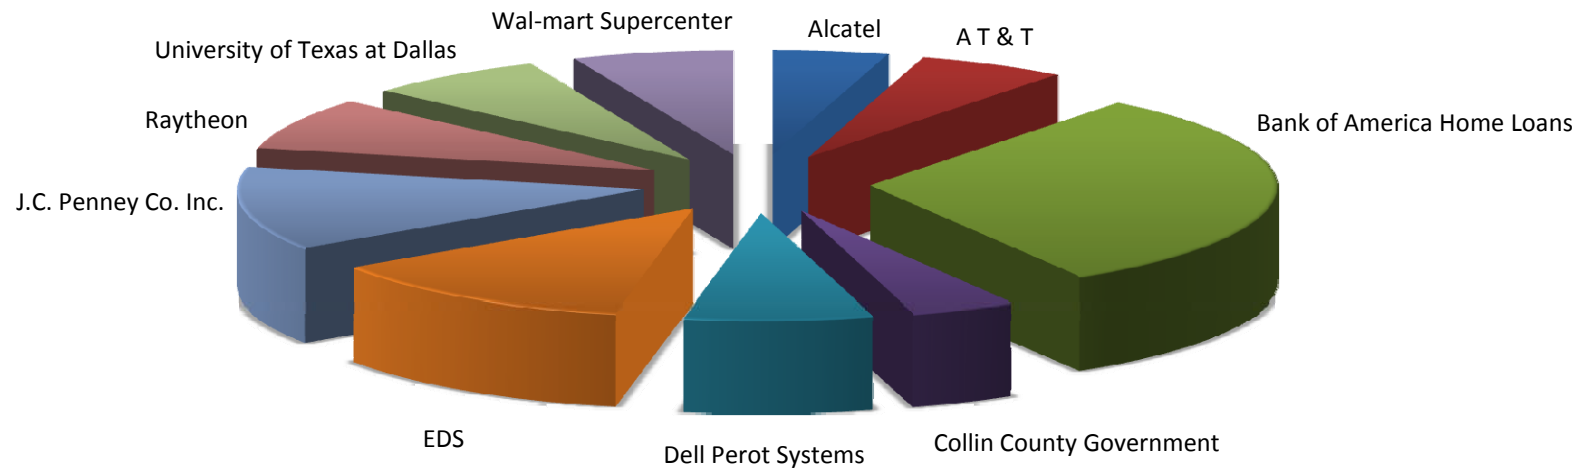 Wal-mart Supercenter
Alcatel
A T & T
University of Texas at Dallas
Raytheon
Bank of America Home Loans
J.C. Penney Co. Inc.
EDS
Dell Perot Systems
Collin County Government